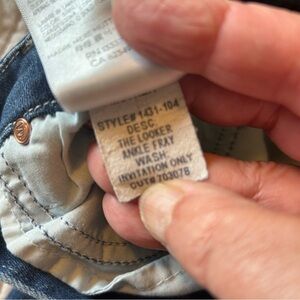 STYLE# 1431-104
DESC.
THE LOOKER
ANKLE FRAY
WASH.
INVITATION ONLY
CUT# 703078